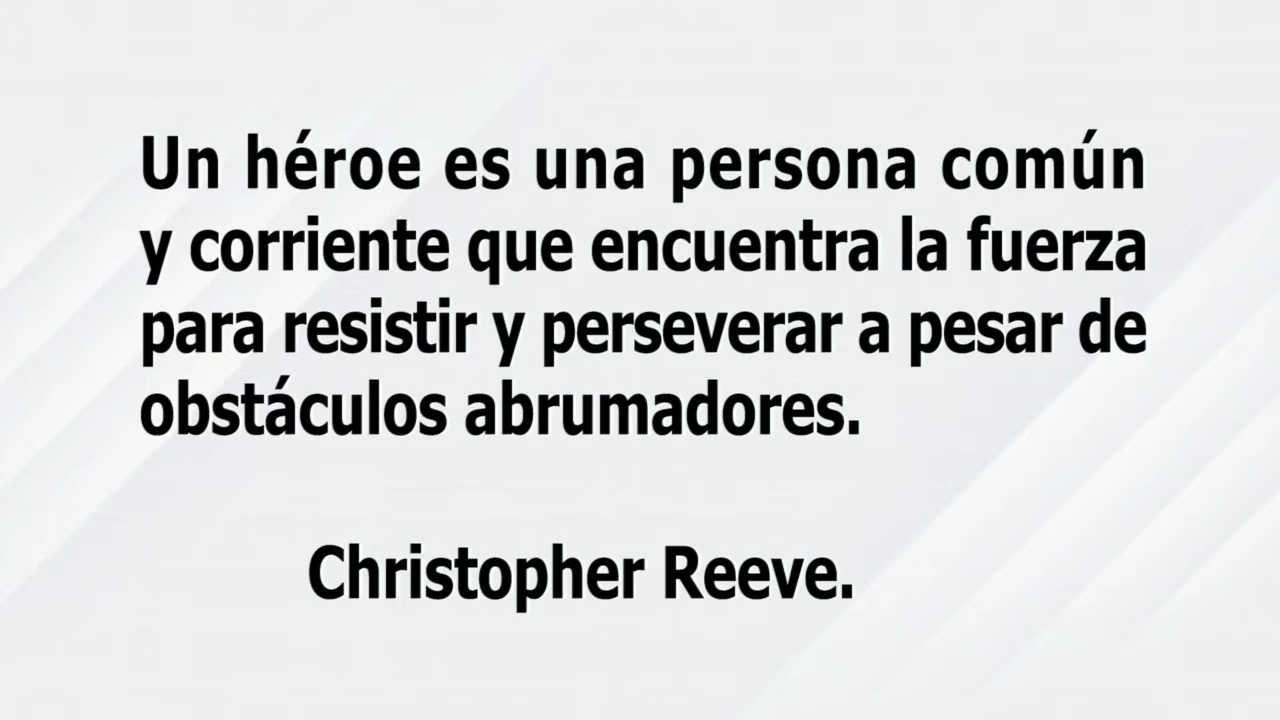 Un héroe es una persona común
y corriente que encuentra la fuerza
para resistir y perseverar a pesar de
obstáculos abrumadores.
Christopher Reeve.